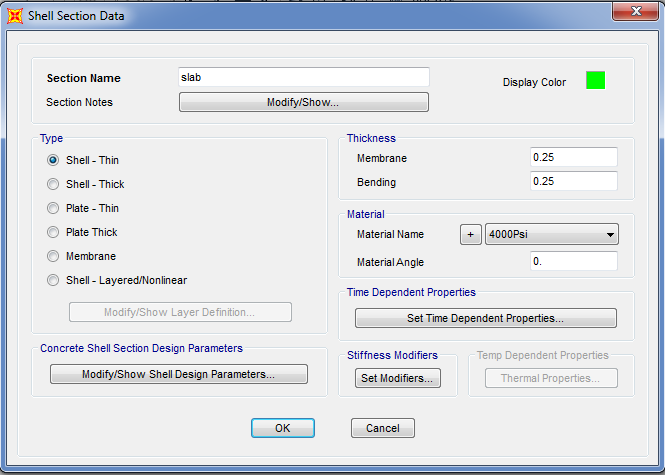 Shell Section Data
Section Name
slab
Display Color
Section Notes
Modify/Show...
Type
Shell - Thin
Shell - Thick
Plate - Thin
Plate Thick
Membrane
Shell - Layered/Nonlinear
Modify/Show Layer Definition...
Thickness
Membrane
0.25
Bending
0.25
Material
Material Name
+
4000Psi
Material Angle
0.
Time Dependent Properties
Set Time Dependent Properties...
Concrete Shell Section Design Parameters
Modify/Show Shell Design Parameters...
Stiffness Modifiers
Set Modifiers...
Temp Dependent Properties
Thermal Properties...
OK
Cancel